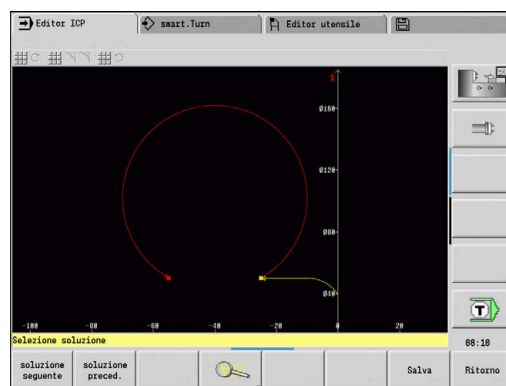 Editor ICP
smart.Turn
Editor utensile
X
Ø160
Ø120
Ø80
Ø40
-100
-80
-60
-40
-20
0
20
T
Selezione soluzione
08:10
soluzione
seguente
soluzione
preced.
Salva
Ritorno